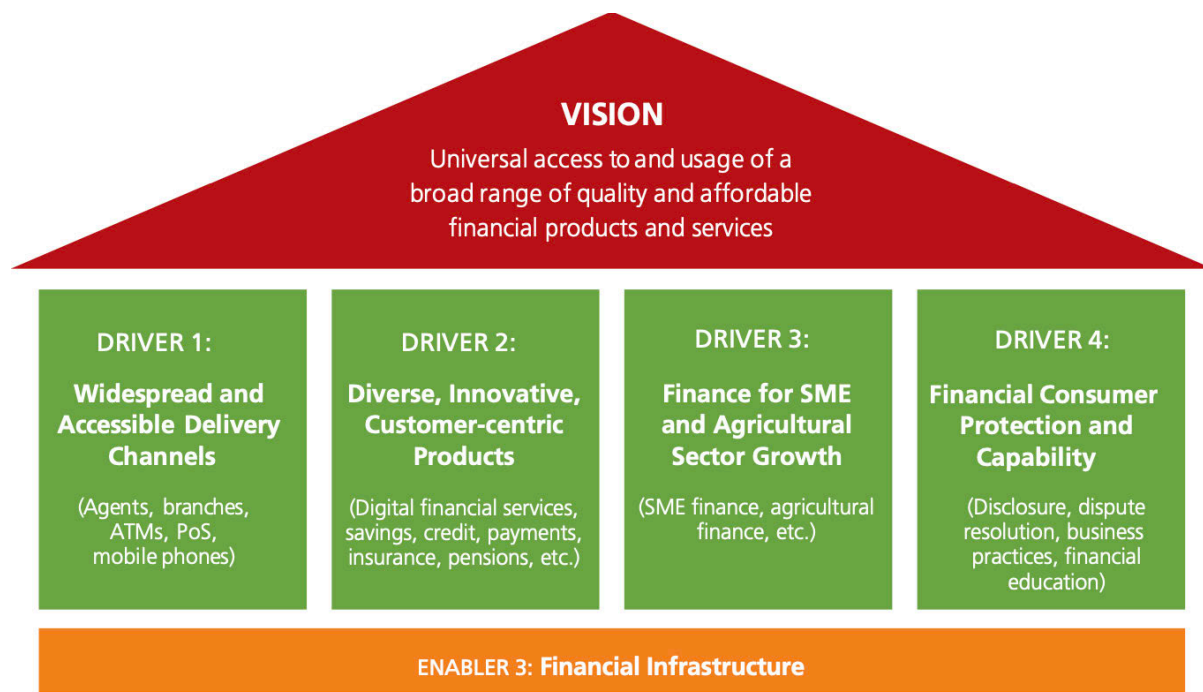 VISION
Universal access to and usage of a
broad range of quality and affordable
financial products and services
DRIVER 1:
Widespread and
Accessible Delivery
Channels
(Agents, branches,
ATMs, PoS,
mobile phones)
DRIVER 2:
Diverse, Innovative,
Customer-centric
Products
(Digital financial services,
savings, credit, payments,
insurance, pensions, etc.)
DRIVER 3:
Finance for SME
and Agricultural
Sector Growth
(SME finance, agricultural
finance, etc.)
DRIVER 4:
Financial Consumer
Protection and
Capability
(Disclosure, dispute
resolution, business
practices, financial
education)
ENABLER 3: Financial Infrastructure